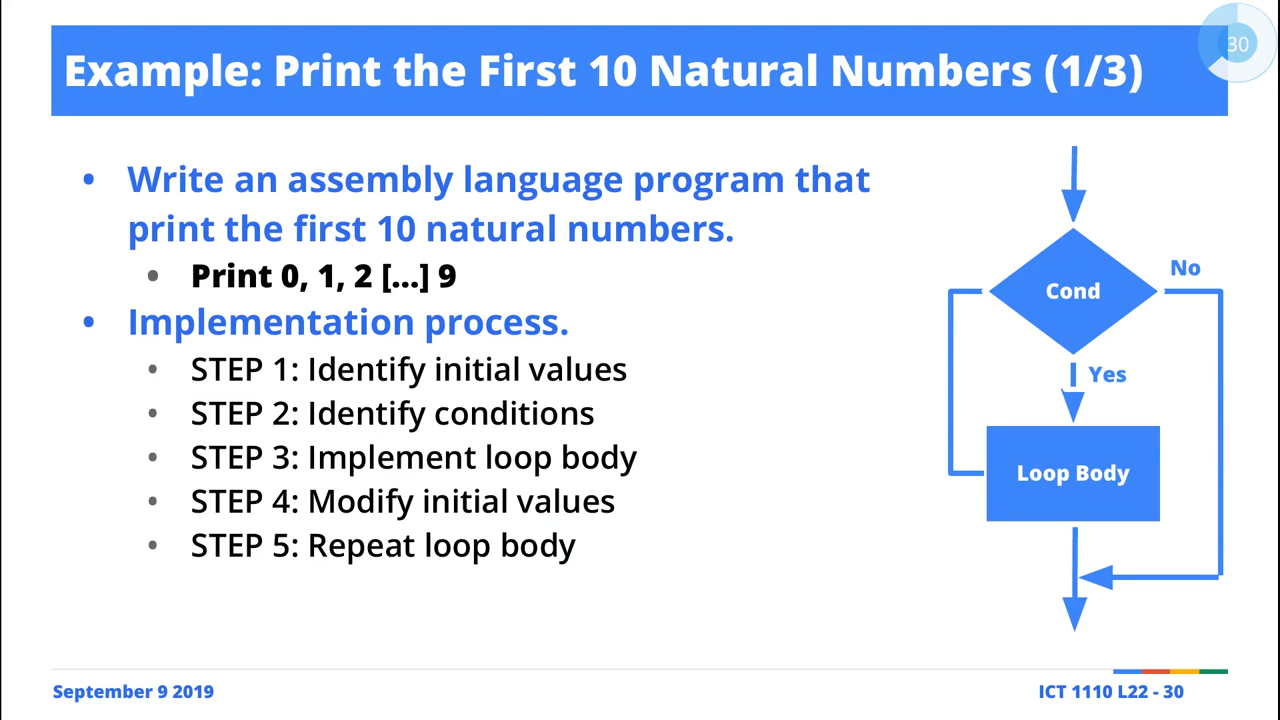 Example: Print the First 10 Natural Numbers (1/3)
30
• Write an assembly language program that
print the first 10 natural numbers.
• Print 0, 1, 2 [...] 9
• Implementation process.
• STEP 1: Identify initial values
• STEP 2: Identify conditions
• STEP 3: Implement loop body
• STEP 4: Modify initial values
• STEP 5: Repeat loop body
Cond
No
Yes
Loop Body
September 9 2019
ICT 1110 L22 - 30